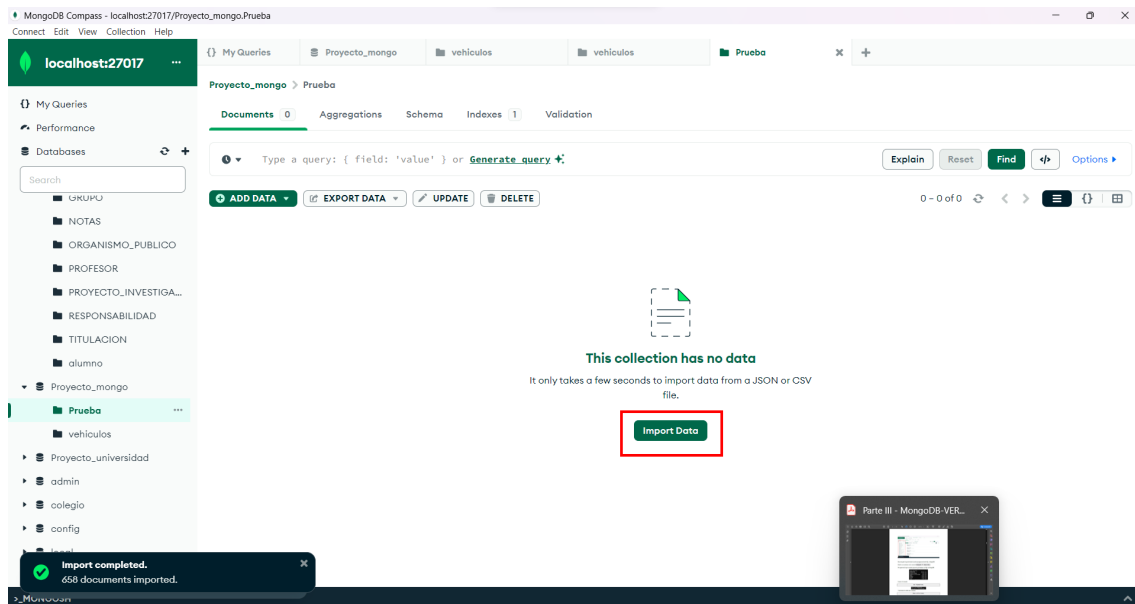 MongoDB Compass - localhost:27017/Proyecto_mongo.Prueba
Connect Edit View Collection Help
localhost:27017
{} My Queries
Proyecto_mongo
vehiculos
vehiculos
Prueba
Proyecto_mongo > Prueba
Documents 0 Aggregations Schema Indexes 1 Validation
Type a query: { field: 'value' } or Generate query
Explain Reset Find </> Options
ADD DATA EXPORT DATA UPDATE DELETE
0 – 0 of 0
{}
{} My Queries
Performance
Databases
Search
GRUPO
NOTAS
ORGANISMO_PUBLICO
PROFESOR
PROYECTO_INVESTIGA...
RESPONSABILIDAD
TITULACION
alumno
Proyecto_mongo
Prueba
vehiculos
Proyecto_universidad
admin
colegio
config
local
This collection has no data
It only takes a few seconds to import data from a JSON or CSV
file.
Import Data
Import completed.
658 documents imported.
>_MONGOSH
Parte III - MongoDB-VER...